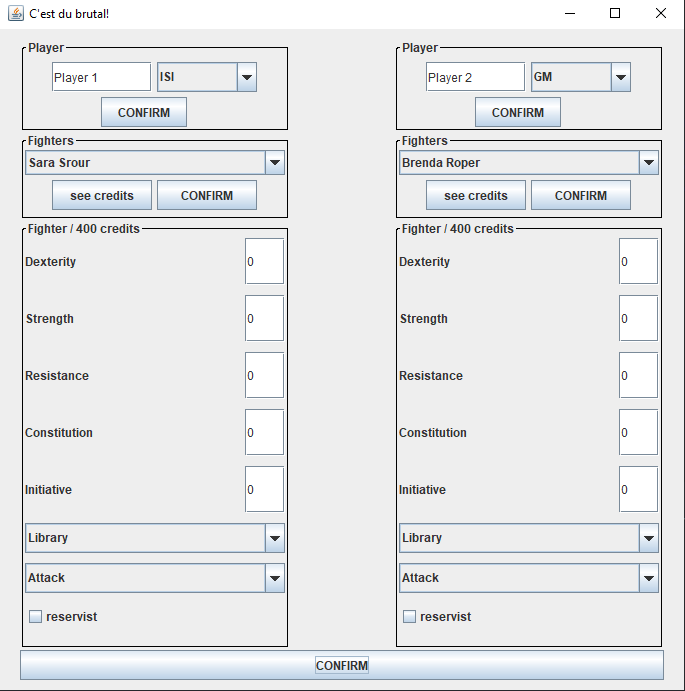 C'est du brutal!
Player
Player 1
ISI
CONFIRM
Fighters
Sara Srour
see credits
CONFIRM
Fighter / 400 credits
Dexterity
0
Strength
0
Resistance
0
Constitution
0
Initiative
0
Library
Attack
reservist
Player
Player 2
GM
CONFIRM
Fighters
Brenda Roper
see credits
CONFIRM
Fighter / 400 credits
Dexterity
0
Strength
0
Resistance
0
Constitution
0
Initiative
0
Library
Attack
reservist
CONFIRM